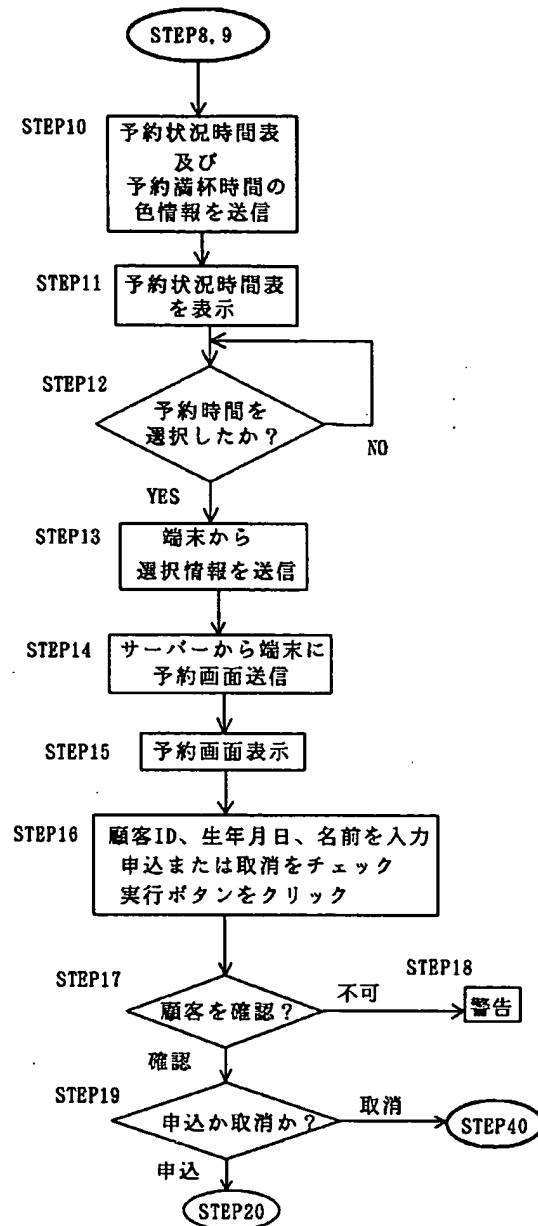 STEP8, 9
STEP10
予約状況時間表
及び
予約満杯時間の
色情報を送信
STEP11
予約状況時間表
を表示
STEP12
予約時間を
選択したか？
NO
YES
STEP13
端末から
選択情報を送信
STEP14
サーバーから端末に
予約画面送信
STEP15
予約画面表示
STEP16
顧客ID、生年月日、名前を入力
申込または取消をチェック
実行ボタンをクリック
STEP17
顧客を確認？
不可
STEP18
警告
確認
STEP19
申込か取消か？
取消
STEP40
申込
STEP20